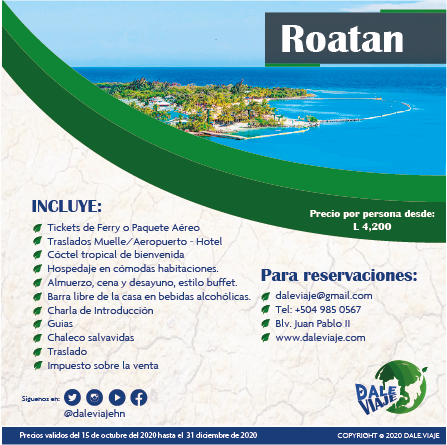 Roatan
Precio por persona desde:
L 4,200
INCLUYE:
Tickets de Ferry o Paquete Aéreo
Traslados Muelle/Aeropuerto - Hotel
Cóctel tropical de bienvenida
Hospedaje en cómodas habitaciones.
Almuerzo, cena y desayuno, estilo buffet.
Barra libre de la casa en bebidas alcohólicas.
Charla de Introducción
Guias
Chaleco salvavidas
Traslado
Impuesto sobre la venta
Para reservaciones:
daleviaje@gmail.com
Tel: +504 985 0567
Blv. Juan Pablo II
www.daleviaje.com
Siguenos en:
@daleviajehn
DALE
VIAJE
Precios validos del 15 de octubre del 2020 hasta el 31 diciembre de 2020
COPYRIGHT © 2020 DALE.VIAJE